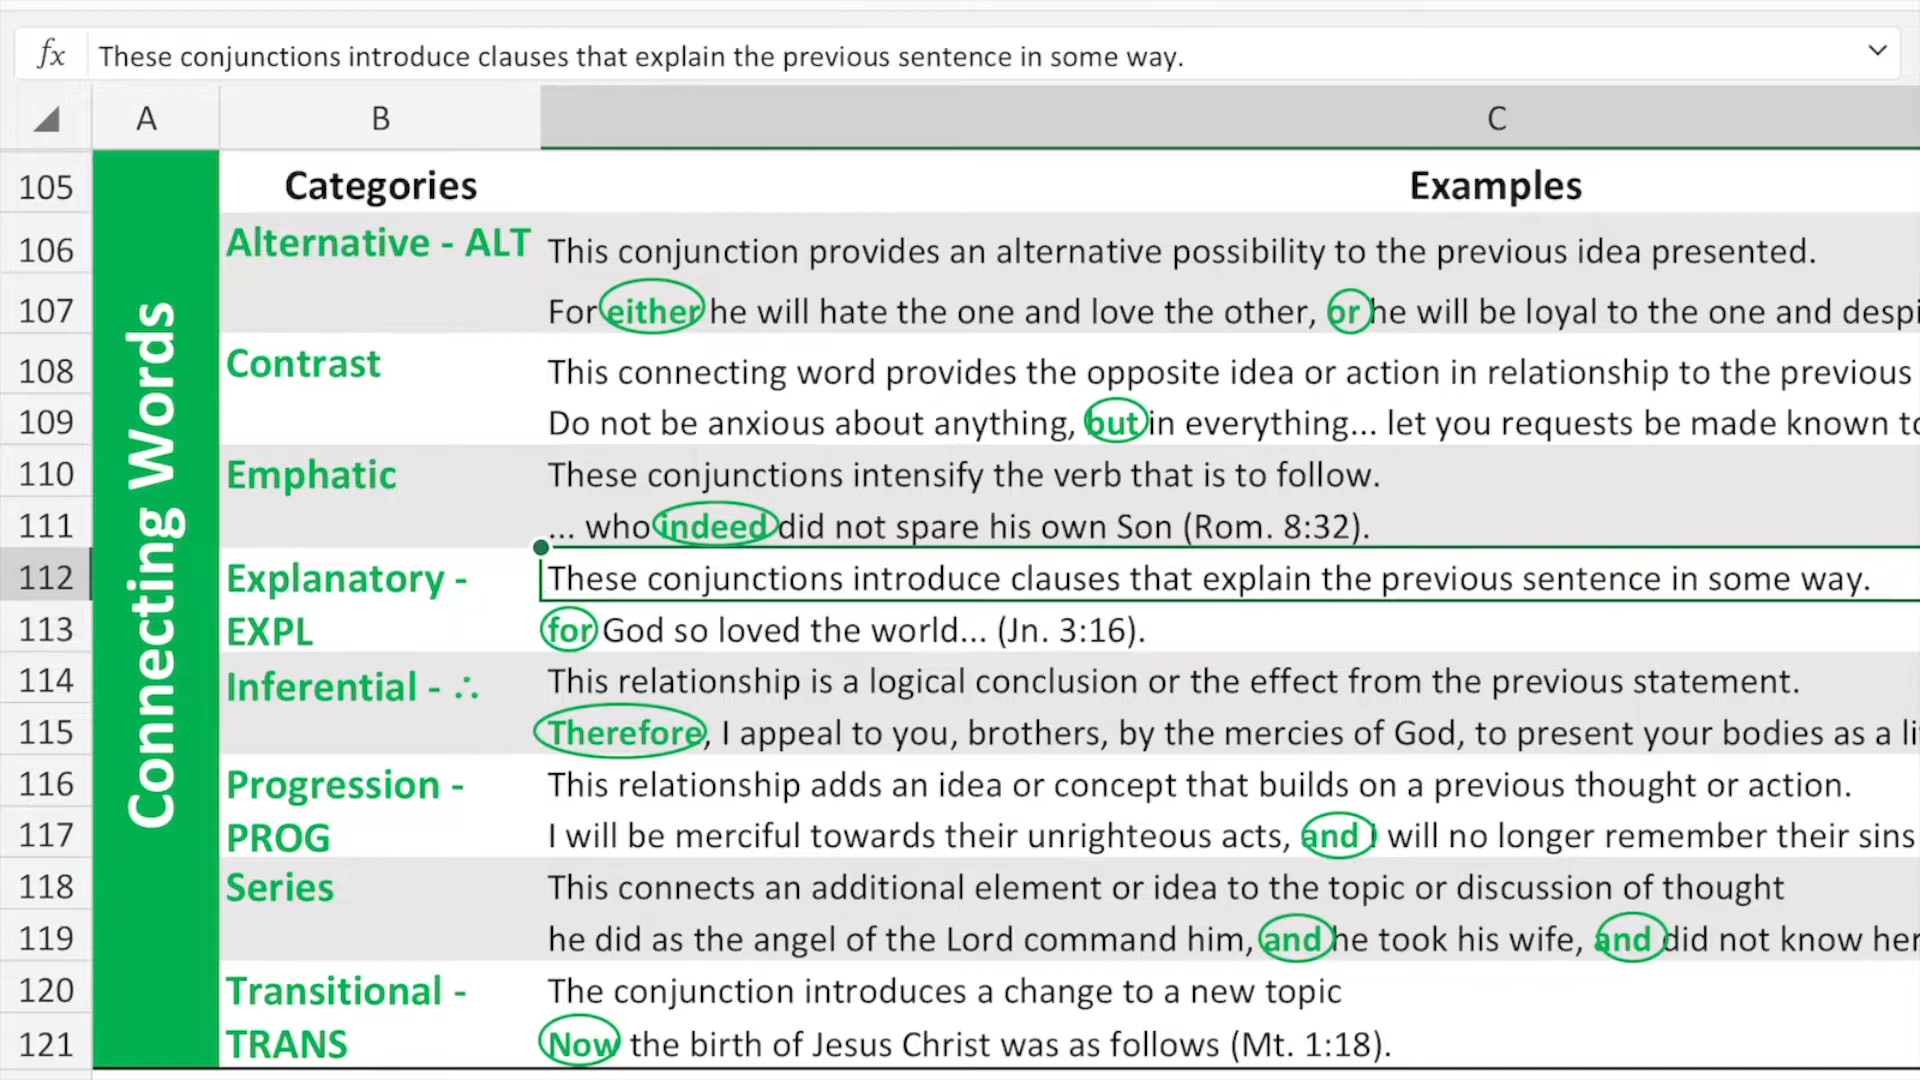 fx These conjunctions introduce clauses that explain the previous sentence in some way.
A B C
105 Categories Examples
106 Alternative - ALT This conjunction provides an alternative possibility to the previous idea presented.
107 For either he will hate the one and love the other, or he will be loyal to the one and despi
108 Contrast This connecting word provides the opposite idea or action in relationship to the previous
109 Do not be anxious about anything, but in everything... let you requests be made known to
110 Emphatic These conjunctions intensify the verb that is to follow.
111 ... who indeed did not spare his own Son (Rom. 8:32).
112 Explanatory - These conjunctions introduce clauses that explain the previous sentence in some way.
113 EXPL for God so loved the world... (Jn. 3:16).
114 Inferential - ∴ This relationship is a logical conclusion or the effect from the previous statement.
115 Therefore, I appeal to you, brothers, by the mercies of God, to present your bodies as a li
116 Progression - This relationship adds an idea or concept that builds on a previous thought or action.
117 PROG I will be merciful towards their unrighteous acts, and I will no longer remember their sins
118 Series This connects an additional element or idea to the topic or discussion of thought
119 he did as the angel of the Lord command him, and he took his wife, and did not know her
120 Transitional - The conjunction introduces a change to a new topic
121 TRANS Now the birth of Jesus Christ was as follows (Mt. 1:18).
Connecting Words